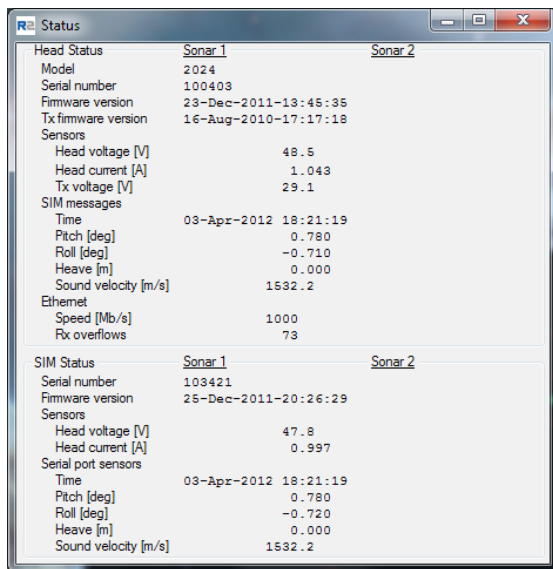 R2 Status
Head Status Sonar 1 Sonar 2
Model 2024
Serial number 100403
Firmware version 23-Dec-2011-13:45:35
Tx firmware version 16-Aug-2010-17:17:18
Sensors
Head voltage [V] 48.5
Head current [A] 1.043
Tx voltage [V] 29.1
SIM messages
Time 03-Apr-2012 18:21:19
Pitch [deg] 0.780
Roll [deg] -0.710
Heave [m] 0.000
Sound velocity [m/s] 1532.2
Ethernet
Speed [Mb/s] 1000
Rx overflows 73
SIM Status Sonar 1 Sonar 2
Serial number 103421
Firmware version 25-Dec-2011-20:26:29
Sensors
Head voltage [V] 47.8
Head current [A] 0.997
Serial port sensors
Time 03-Apr-2012 18:21:19
Pitch [deg] 0.780
Roll [deg] -0.720
Heave [m] 0.000
Sound velocity [m/s] 1532.2